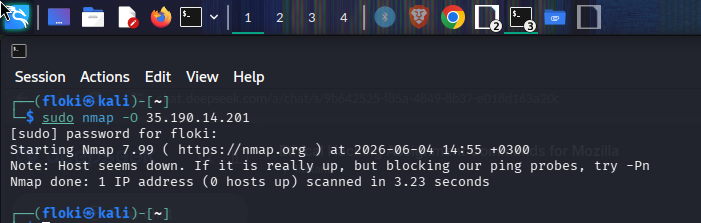 1 2 3 4 2 3
Session Actions Edit View Help
┌──(floki㉿kali)-[~]
└─$ sudo nmap -O 35.190.14.201
[sudo] password for floki:
Starting Nmap 7.99 ( https://nmap.org ) at 2026-06-04 14:55 +0300
Note: Host seems down. If it is really up, but blocking our ping probes, try -Pn
Nmap done: 1 IP address (0 hosts up) scanned in 3.23 seconds
┌──(floki㉿kali)-[~]